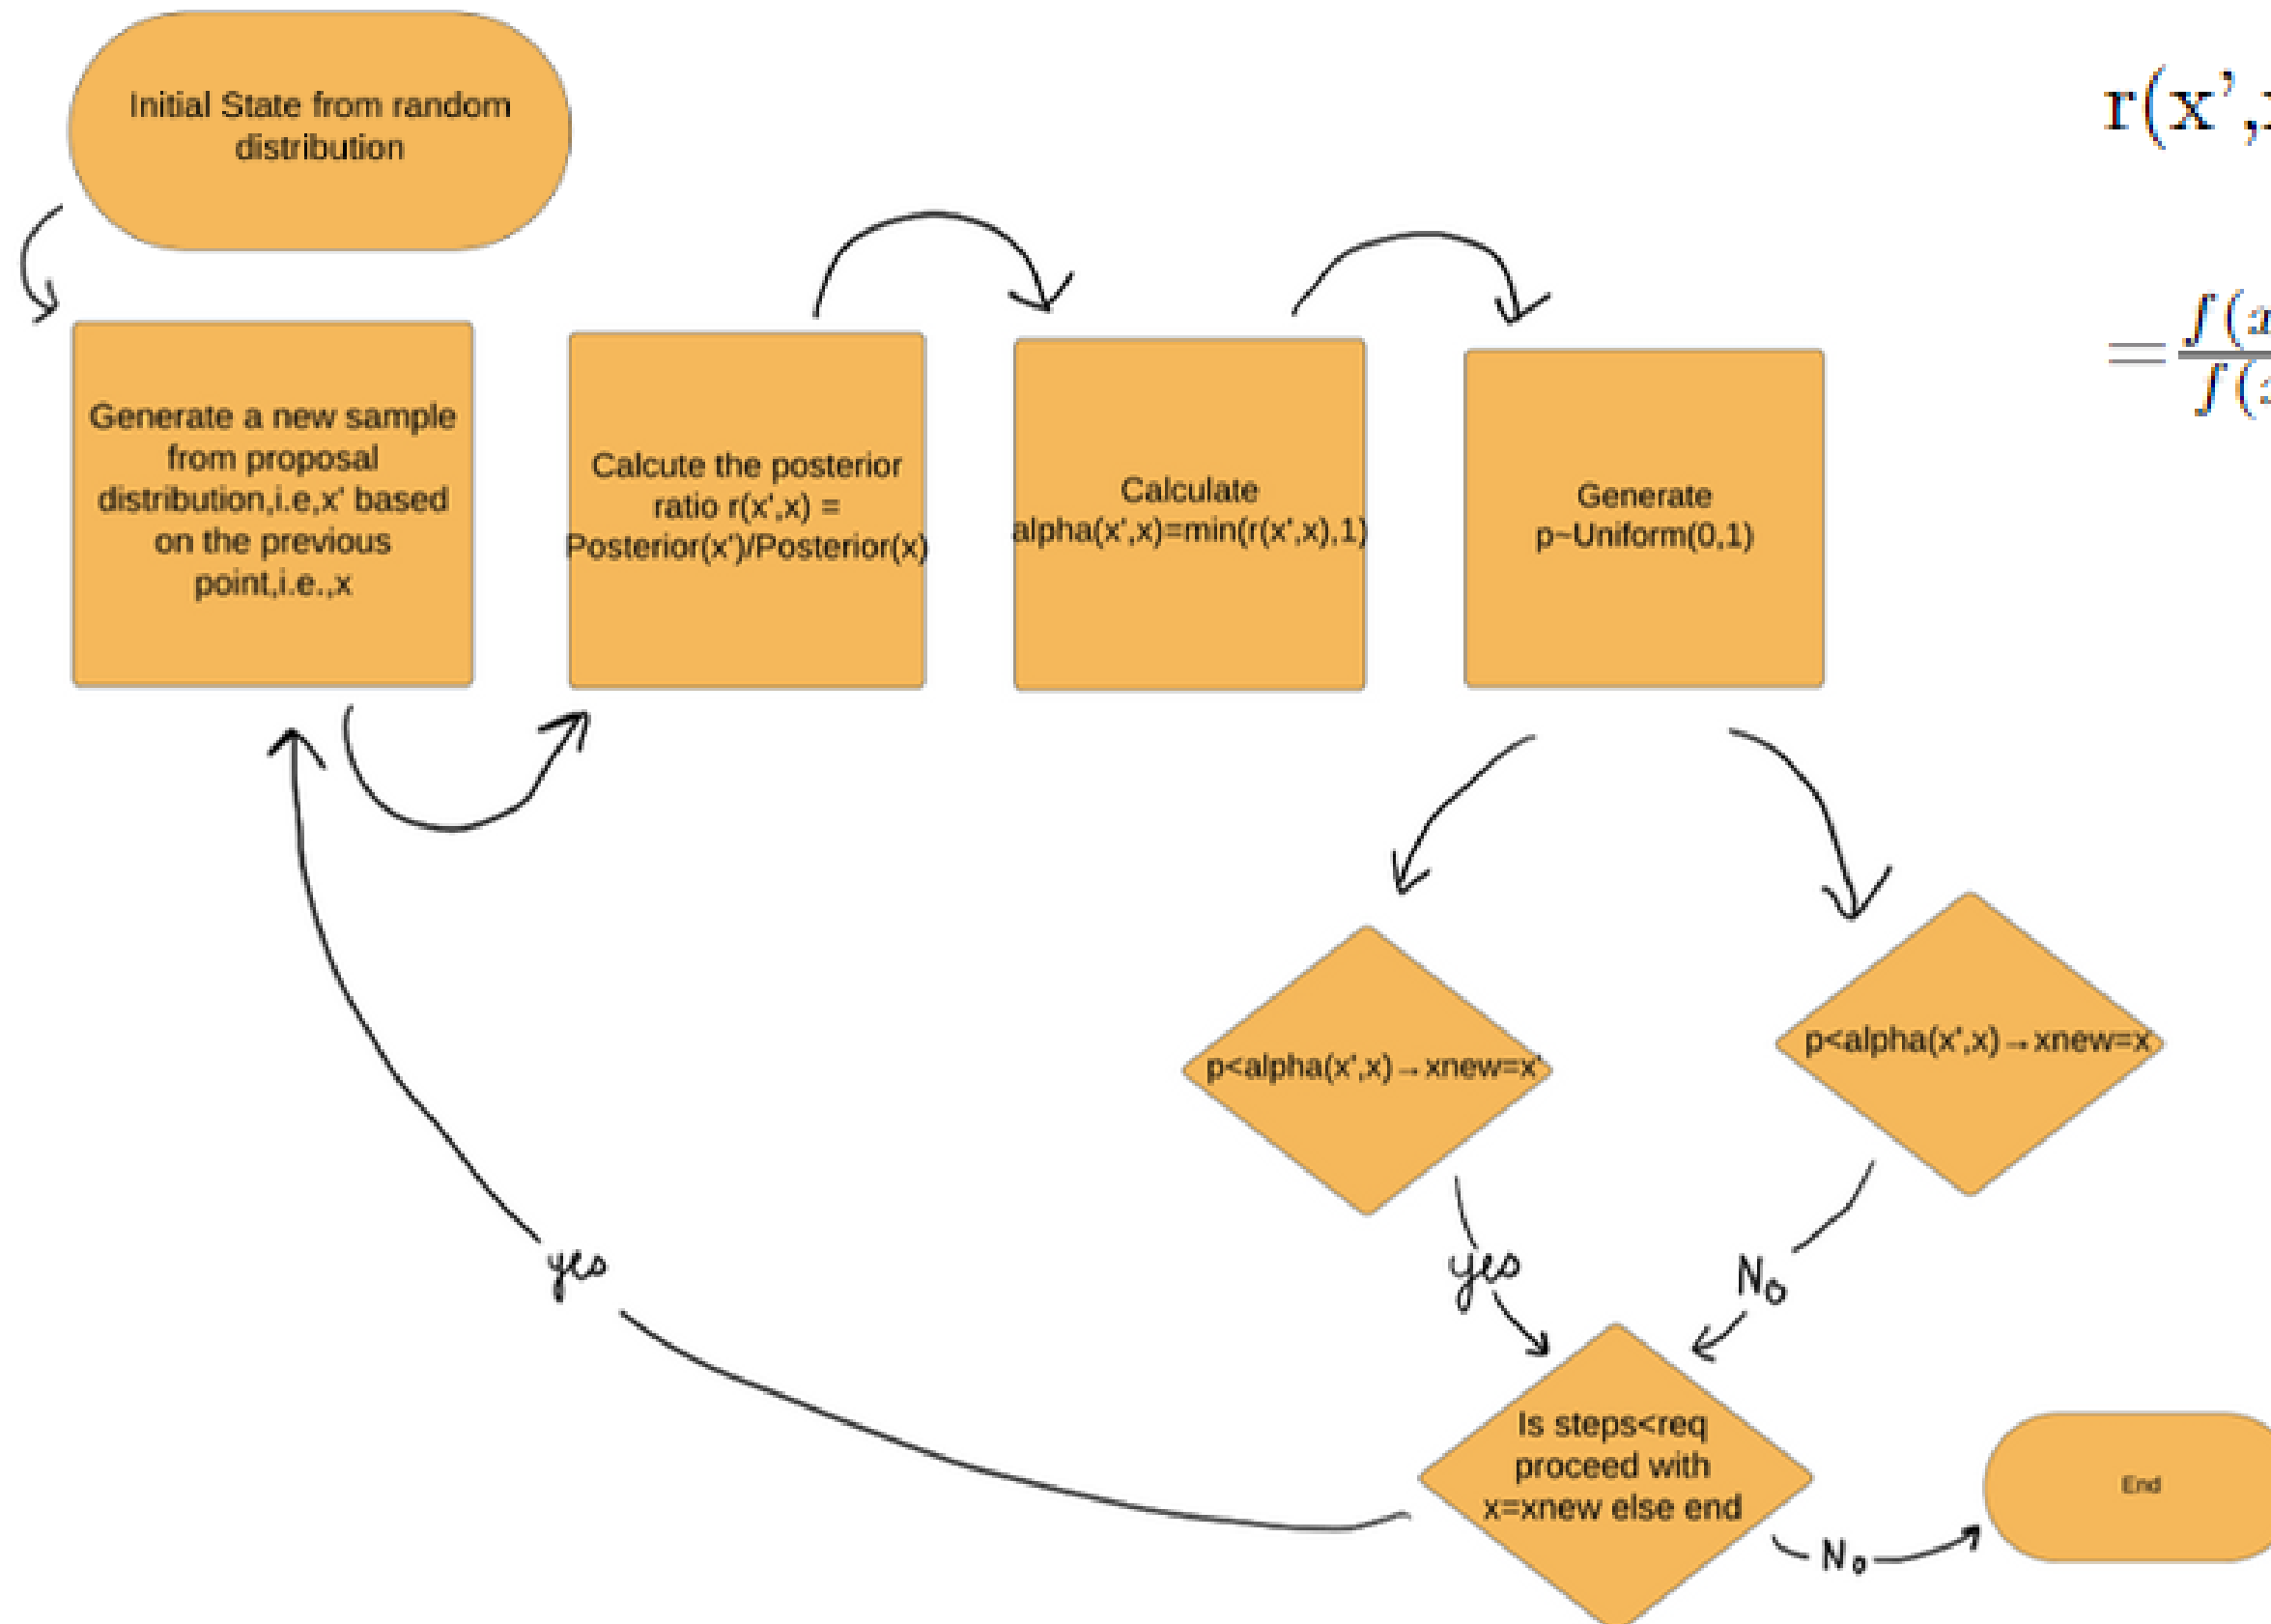 Initial State from random
distribution
r(x',
Generate a new sample
from proposal
distribution,i.e,x' based
on the previous
point,i.e.,x
Calcute the posterior
ratio r(x',x) =
Posterior(x')/Posterior(x)
Calculate
alpha(x',x)=min(r(x',x),1)
Generate
p~Uniform(0,1)
p<alpha(x',x)→xnew=x'
p<alpha(x',x)→xnew=x
yes
yes
No
Is steps<req
proceed with
x=xnew else end
No
End